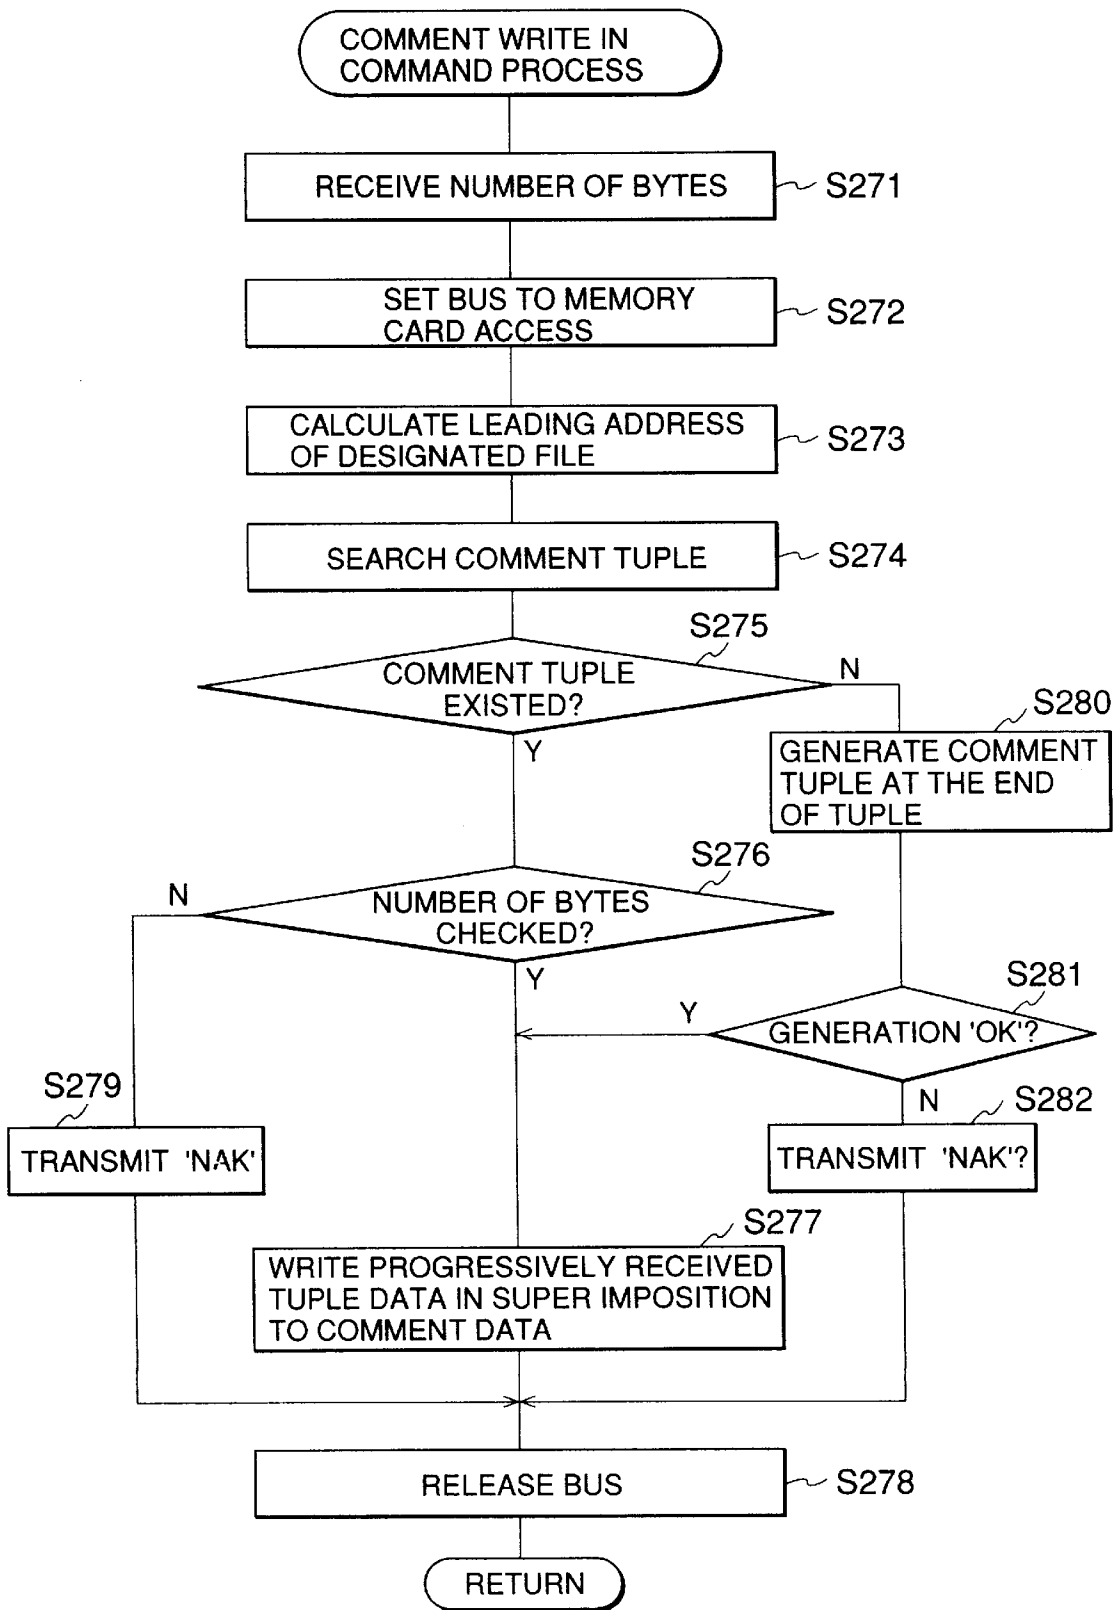 COMMENT WRITE IN
COMMAND PROCESS
RECEIVE NUMBER OF BYTES
S271
SET BUS TO MEMORY
CARD ACCESS
S272
CALCULATE LEADING ADDRESS
OF DESIGNATED FILE
S273
SEARCH COMMENT TUPLE
S274
S275
COMMENT TUPLE
EXISTED?
N
Y
S280
GENERATE COMMENT
TUPLE AT THE END
OF TUPLE
S276
N
NUMBER OF BYTES
CHECKED?
Y
S281
Y
GENERATION 'OK'?
N
S279
TRANSMIT 'NAK'
S282
TRANSMIT 'NAK'?
S277
WRITE PROGRESSIVELY RECEIVED
TUPLE DATA IN SUPER IMPOSITION
TO COMMENT DATA
RELEASE BUS
S278
RETURN